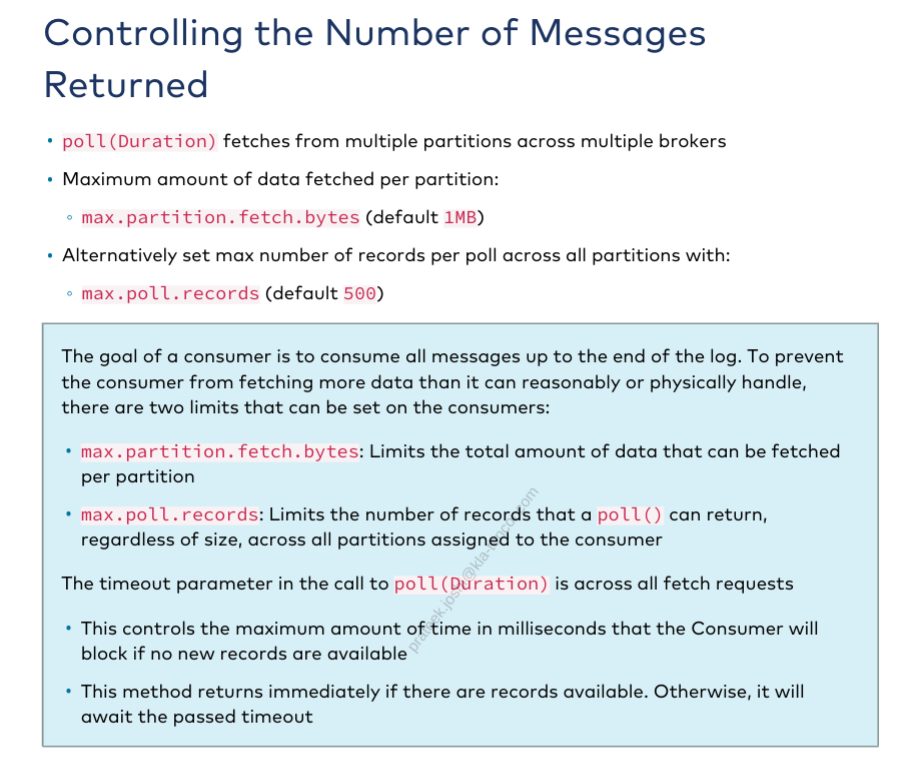 Controlling the Number of Messages
Returned
• poll(Duration) fetches from multiple partitions across multiple brokers
• Maximum amount of data fetched per partition:
◦ max.partition.fetch.bytes (default 1MB)
• Alternatively set max number of records per poll across all partitions with:
◦ max.poll.records (default 500)
The goal of a consumer is to consume all messages up to the end of the log. To prevent
the consumer from fetching more data than it can reasonably or physically handle,
there are two limits that can be set on the consumers:
• max.partition.fetch.bytes: Limits the total amount of data that can be fetched
per partition
• max.poll.records: Limits the number of records that a poll() can return,
regardless of size, across all partitions assigned to the consumer
The timeout parameter in the call to poll(Duration) is across all fetch requests
• This controls the maximum amount of time in milliseconds that the Consumer will
block if no new records are available
• This method returns immediately if there are records available. Otherwise, it will
await the passed timeout